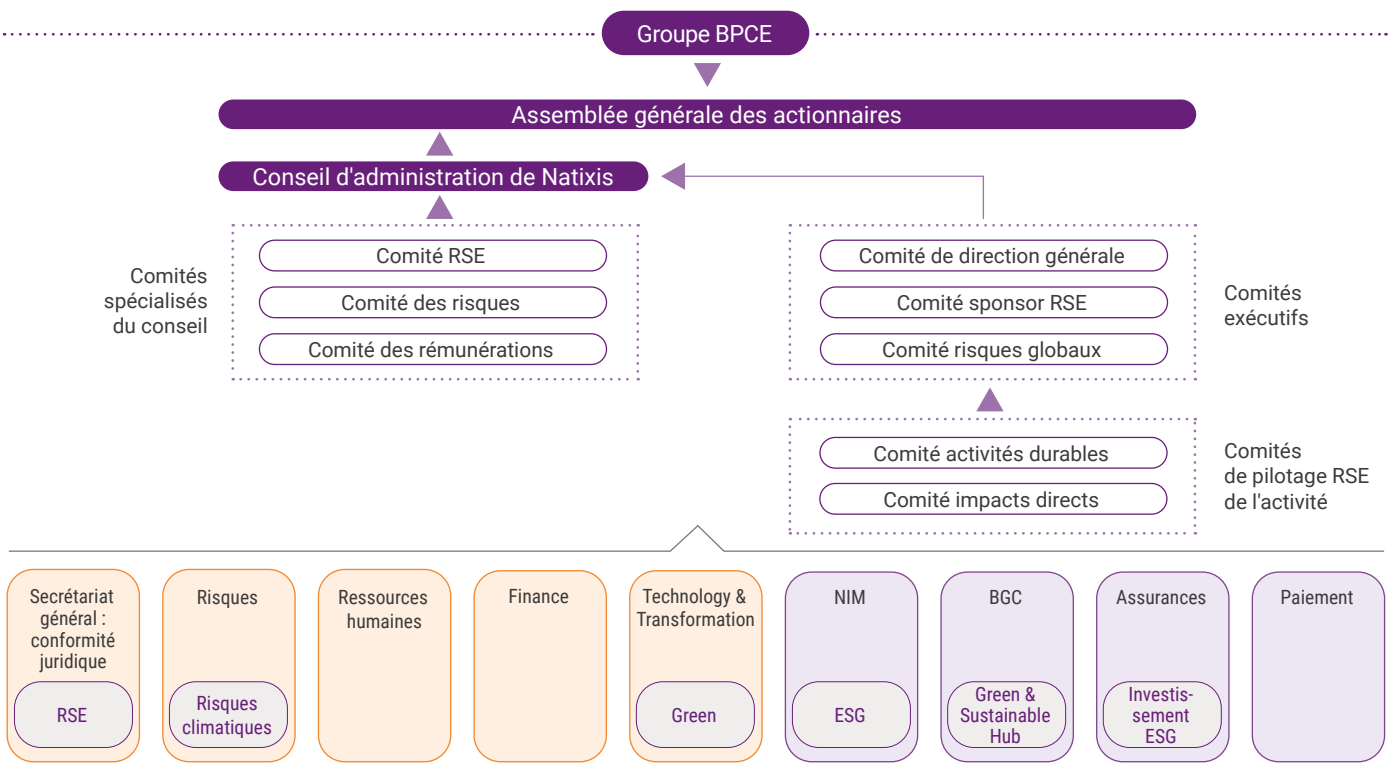 Groupe BPCE
Assemblée générale des actionnaires
Conseil d'administration de Natixis
Comités
spécialisés
du conseil
Comité RSE
Comité des risques
Comité des rémunérations
Comité de direction générale
Comité sponsor RSE
Comité risques globaux
Comités
exécutifs
Comité activités durables
Comité impacts directs
Comités
de pilotage RSE
de l'activité
Secrétariat
général :
conformité
juridique
RSE
Risques
Risques
climatiques
Ressources
humaines
Finance
Technology &
Transformation
Green
NIM
ESG
BGC
Green &
Sustainable
Hub
Assurances
Investis-
sement
ESG
Paiement